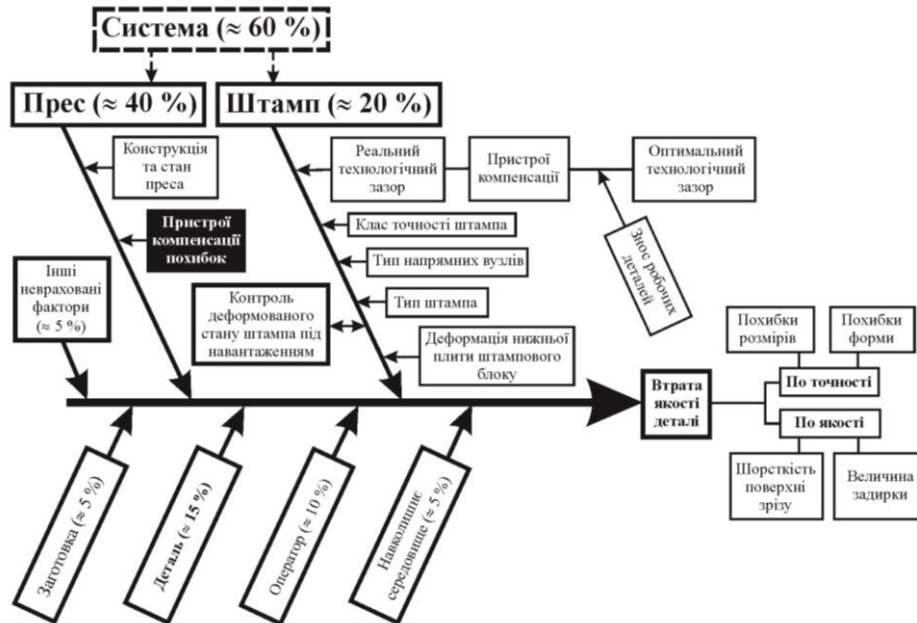 Система (≈ 60 %)
Прес (≈ 40 %)
Штамп (≈ 20 %)
Конструкція
та стан
преса
Пристрої
компенсації
похибок
Інші
невраховані
фактори
(≈ 5 %)
Реальний
технологічний
зазор
Пристрої
компенсації
Оптимальний
технологічний
зазор
Клас точності штампа
Тип напрямних вузлів
Тип штампа
Контроль
деформованого
стану штампа під
навантаженням
Деформація нижньої
плити штампового
блоку
Знос робочих
деталей
Похибки
розмірів
Похибки
форми
Втрата
якості
деталі
По точності
По якості
Шорсткість
поверхні
зрізу
Величина
задирки
Заготовка (≈ 5 %)
Деталь (≈ 15 %)
Оператор (≈ 10 %)
Навколишнє
середовище (≈ 5 %)